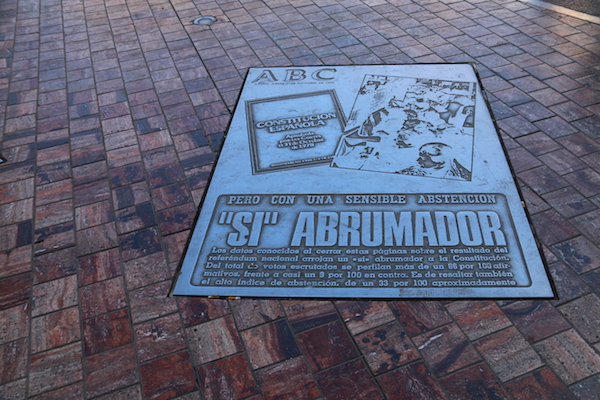 ABC
CONSTITUCIÓN
ESPAÑOLA
PERO CON UNA SENSIBLE ABSTENCIÓN
"SI" ABRUMADOR
Los datos conocidos al cerrar estas páginas sobre el resultado del
referéndum nacional arrojan un «sí» abrumador a la Constitución.
Del total de votos escrutados se perfilan más de un 86 por 100 afir-
mativos, frente a casi un 9 por 100 en contra. Es de resaltar también
el alto índice de abstención, de un 33 por 100 aproximadamente